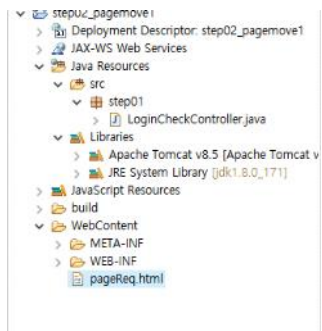 step02_pagemove1
Deployment Descriptor: step02_pagemove1
JAX-WS Web Services
Java Resources
src
step01
LoginCheckController.java
Libraries
Apache Tomcat v8.5 [Apache Tomcat v
JRE System Library [jdk1.8.0_171]
JavaScript Resources
build
WebContent
META-INF
WEB-INF
pageReq.html